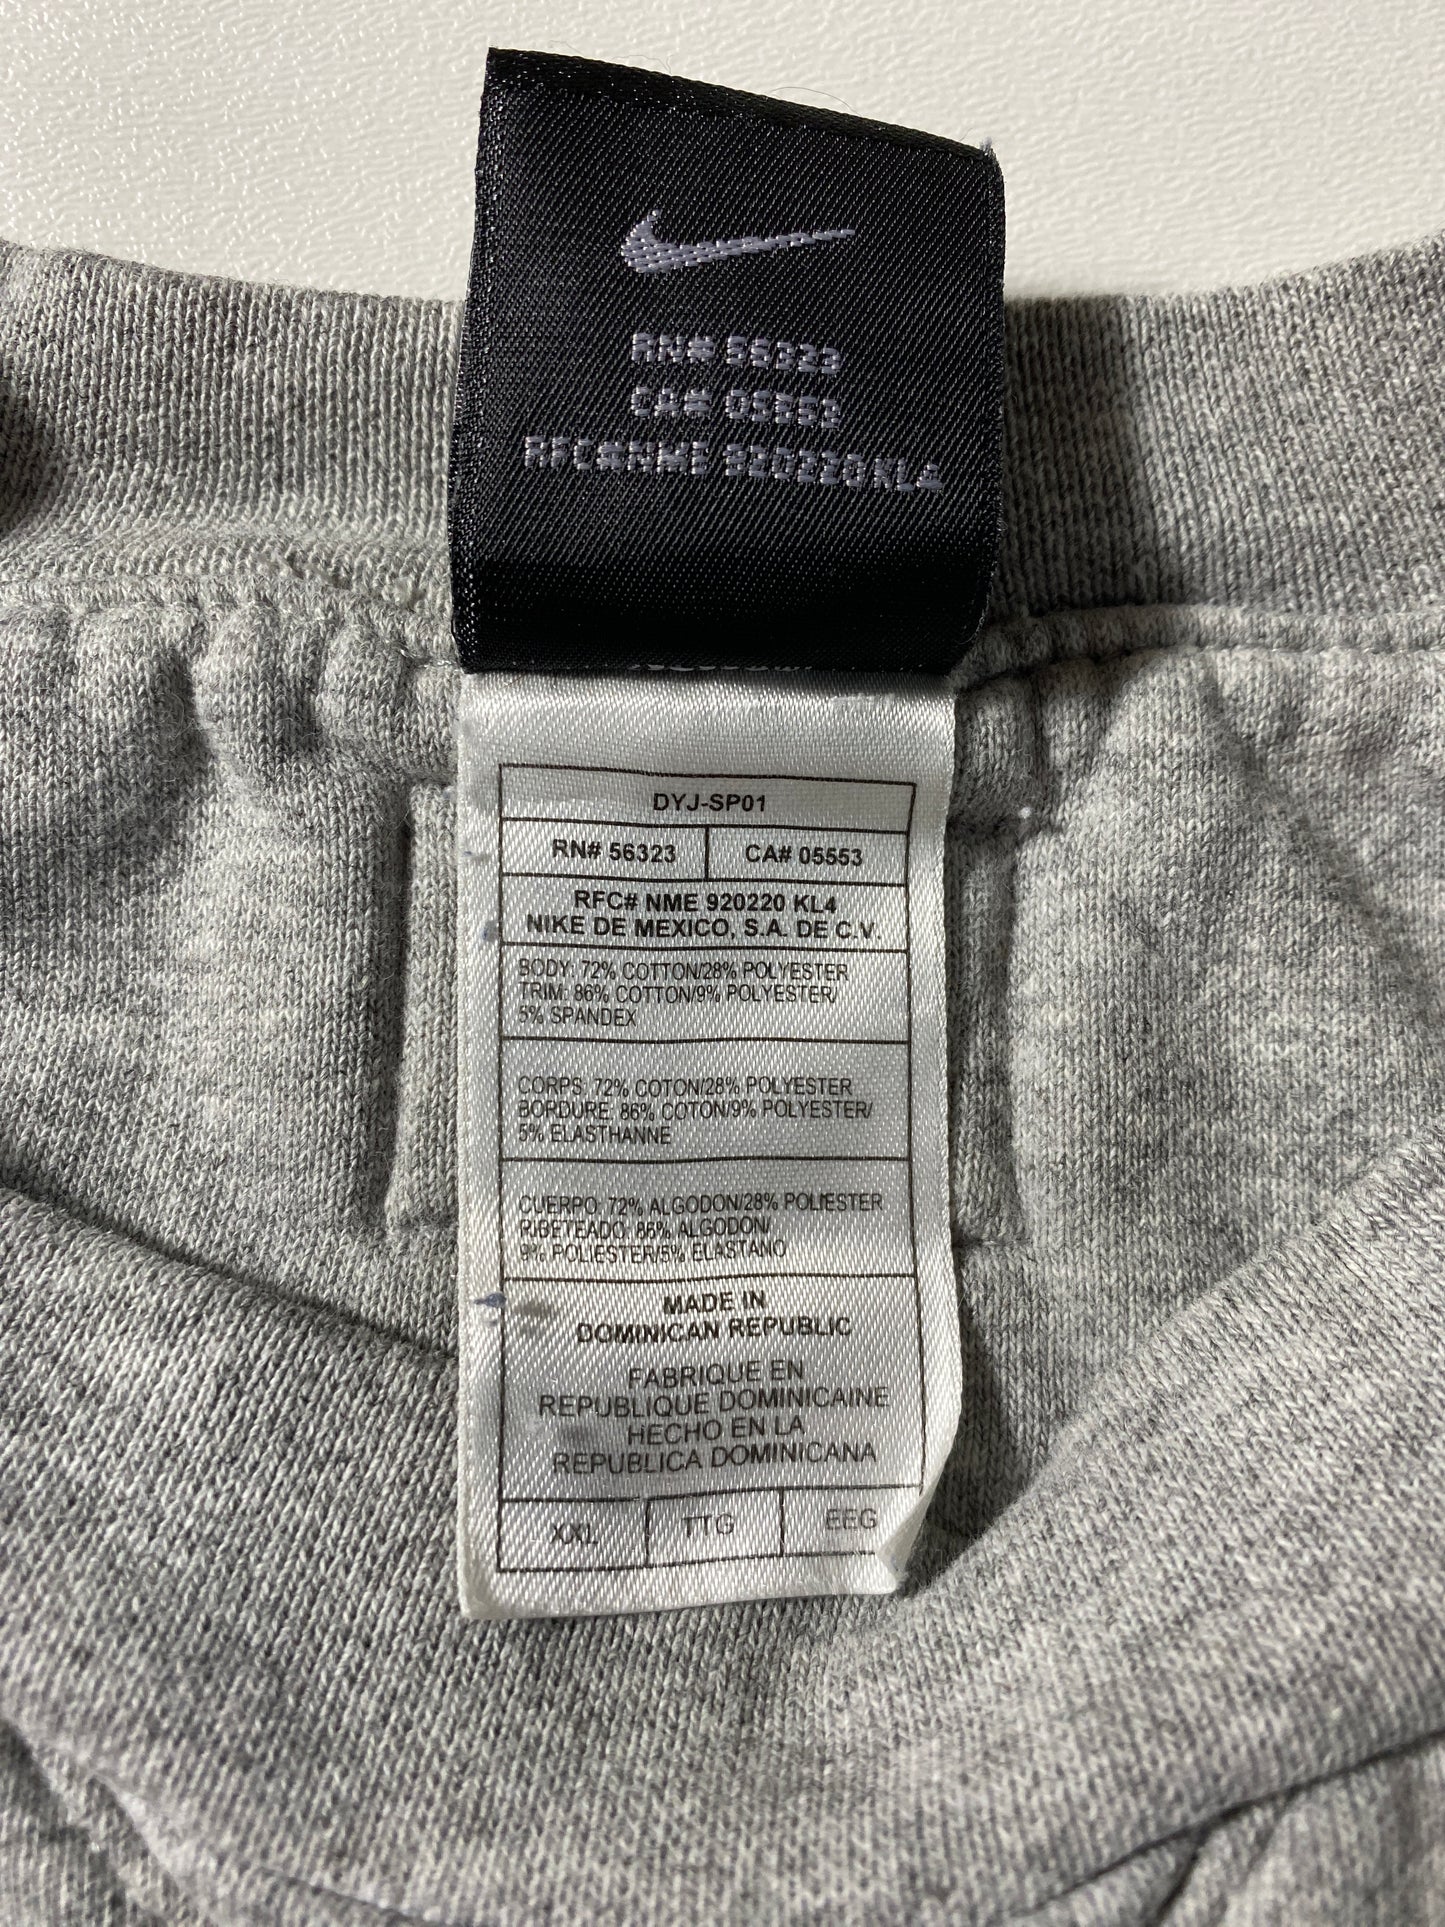 RN# 56323
CA# 05553
RFC# NME 920220 KL4
DYJ-SP01
RN# 56323
CA# 05553
RFC# NME 920220 KL4
NIKE DE MEXICO, S.A. DE C.V.
BODY: 72% COTTON/28% POLYESTER
TRIM: 86% COTTON/9% POLYESTER/
5% SPANDEX
CORPS: 72% COTON/28% POLYESTER
BORDURE: 86% COTON/9% POLYESTER/
5% ELASTHANNE
CUERPO: 72% ALGODON/28% POLIESTER
RIBETEADO: 86% ALGODON/
9% POLIESTER/5% ELASTANO
MADE IN
DOMINICAN REPUBLIC
FABRIQUE EN
REPUBLIQUE DOMINICAINE
HECHO EN LA
REPUBLICA DOMINICANA
XXL
TTG
EEG